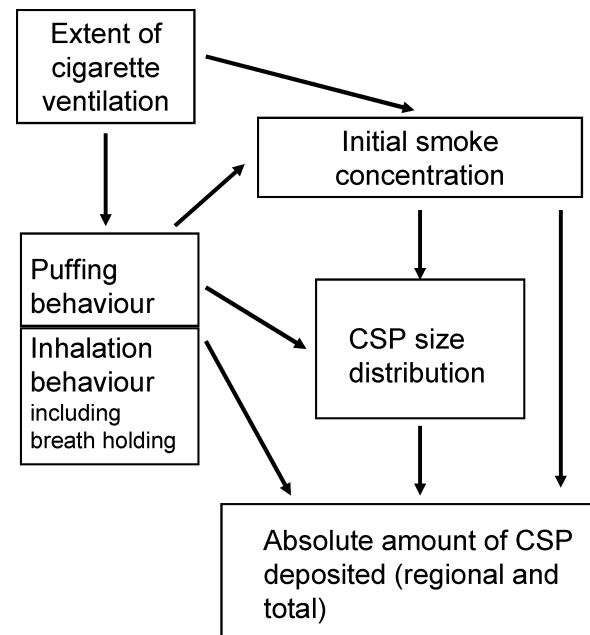 Extent of
cigarette
ventilation
Initial smoke
concentration
Puffing
behaviour
Inhalation
behaviour
including
breath holding
CSP size
distribution
Absolute amount of CSP
deposited (regional and
total)